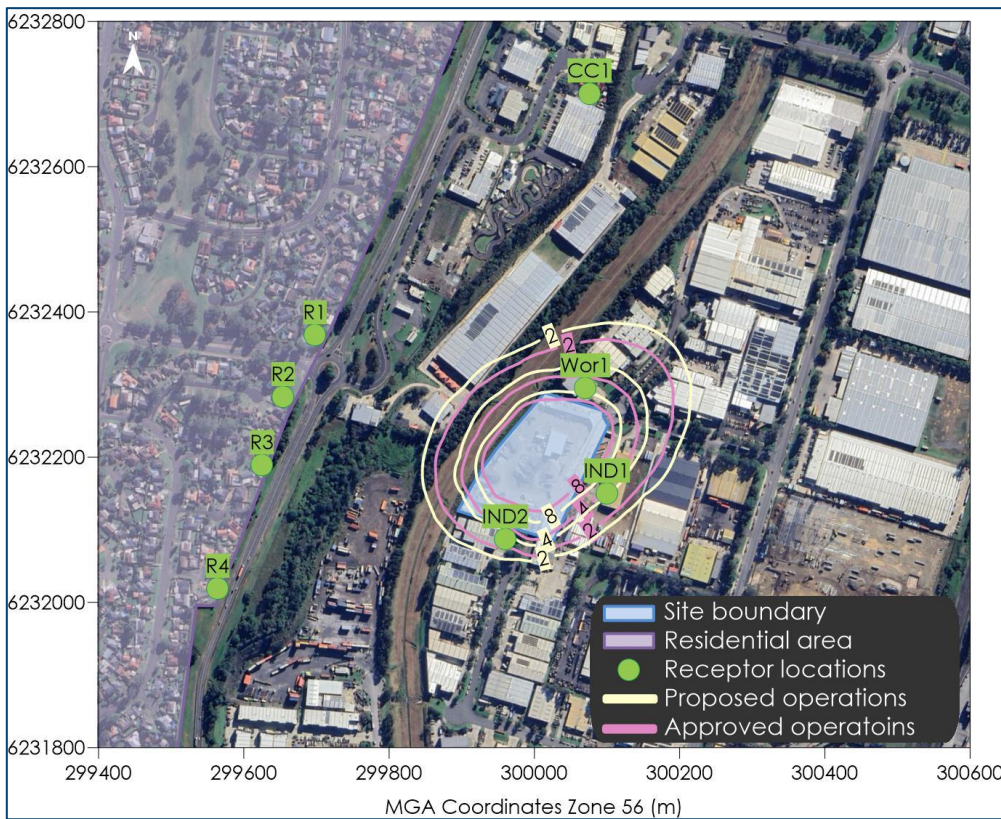 6232800
N
CC1
6232600
6232400
R1
2
2
Wor1
R2
R3
6232200
IND1
8
IND2
8
4
4
2
2
R4
6232000
Site boundary
Residential area
Receptor locations
Proposed operations
Approved operatoins
6231800
299400
299600
299800
300000
300200
300400
300600
MGA Coordinates Zone 56 (m)